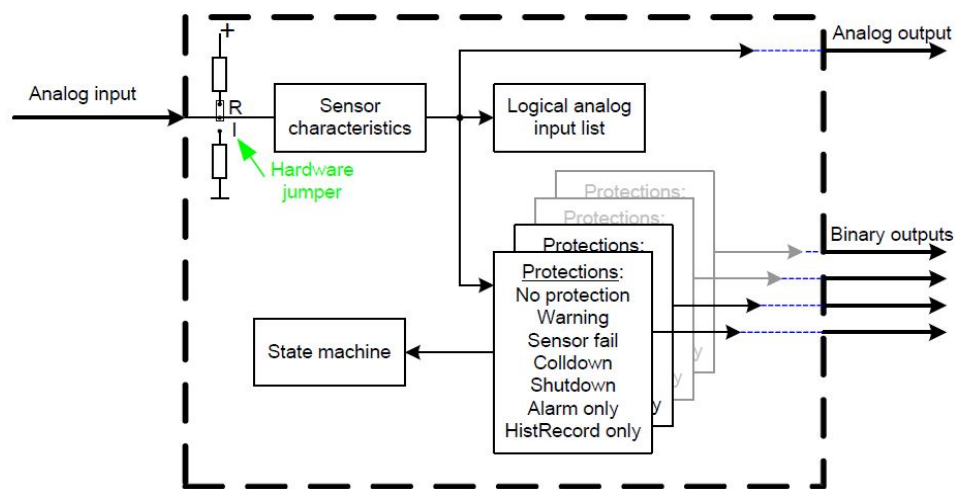 +
Analog output
Analog input
R
I
Sensor
characteristics
Logical analog
input list
Hardware
jumper
Protections:
Protections:
Protections:
Binary outputs
Protections:
No protection
Warning
Sensor fail
Colldown
Shutdown
Alarm only
HistRecord only
y
y
y
State machine